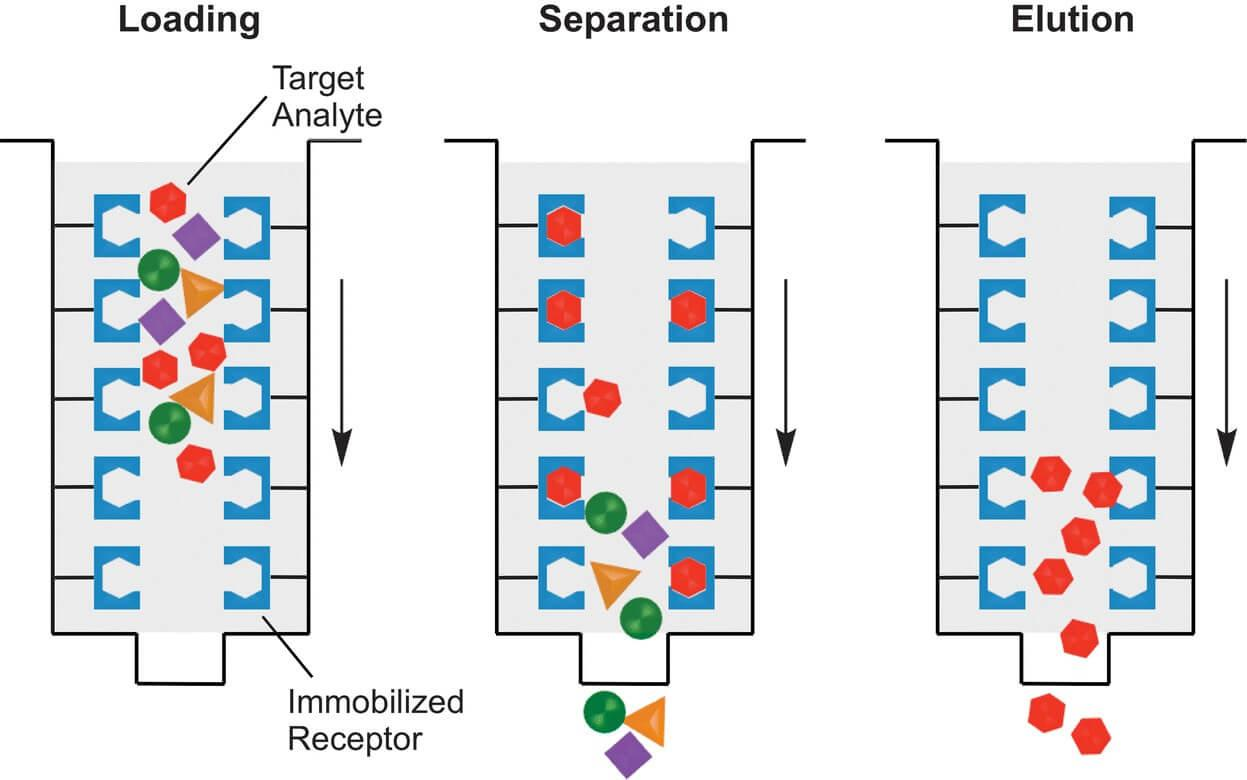 Loading
Separation
Elution
Target
Analyte
Immobilized
Receptor